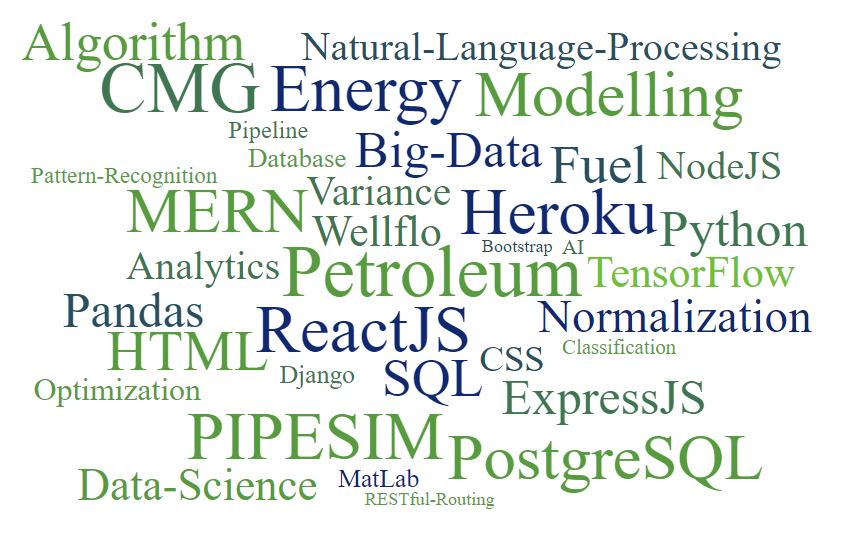 Algorithm
Natural-Language-Processing
CMG
Energy
Modelling
Pipeline
Database
Big-Data
Fuel
NodeJS
Pattern-Recognition
Variance
MERN
Wellflo
Heroku
Python
Bootstrap
AI
Analytics
Petroleum
TensorFlow
Pandas
ReactJS
Normalization
HTML
CSS
Classification
Django
SQL
Optimization
ExpressJS
PIPESIM
PostgreSQL
Data-Science
MatLab
RESTful-Routing